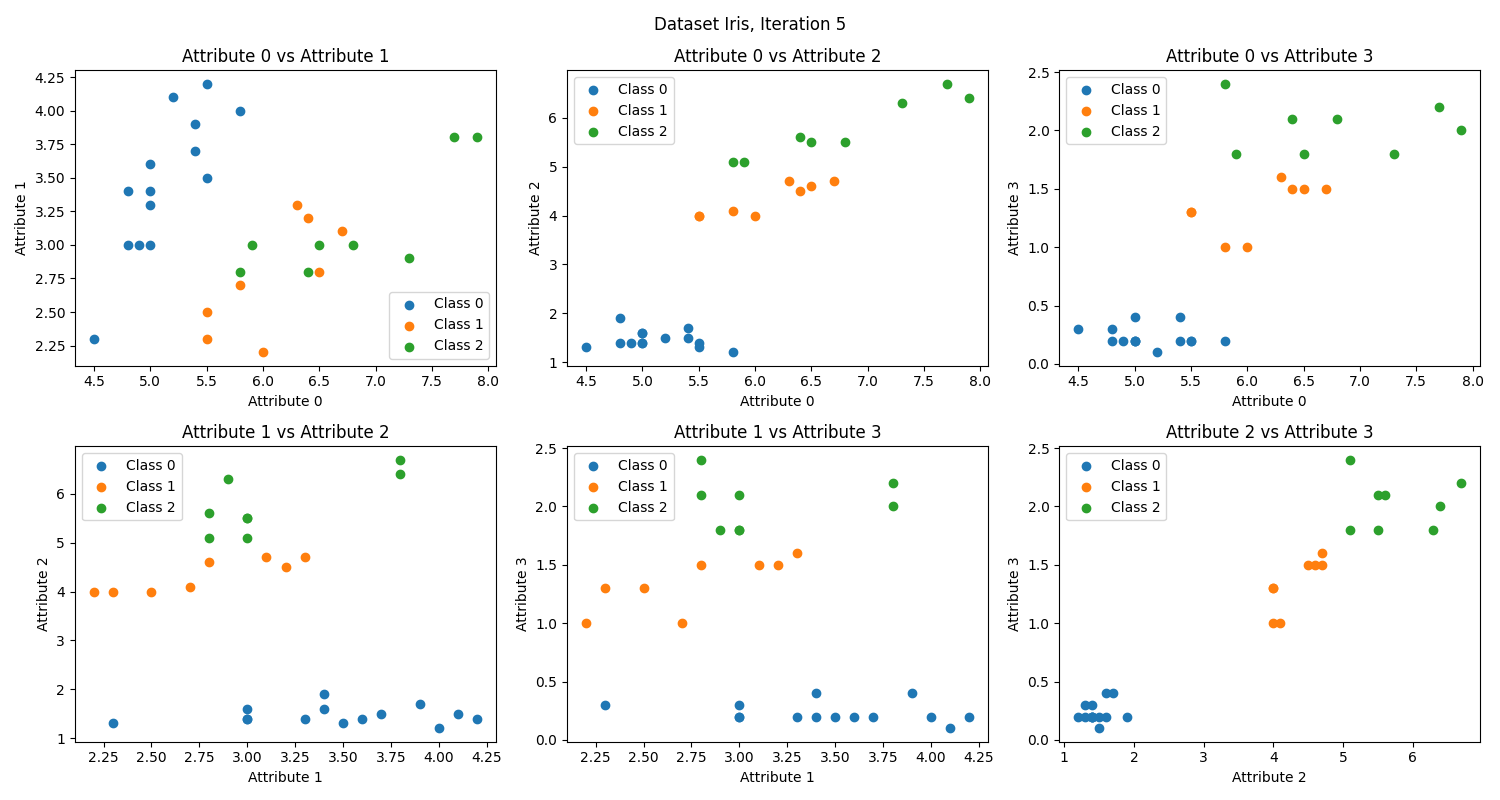 Dataset Iris, Iteration 5
Attribute 0 vs Attribute 1
4.25
4.00
3.75
3.50
3.25
3.00
2.75
2.50
2.25
Attribute 1
Class 0
Class 1
Class 2
4.5 5.0 5.5 6.0 6.5 7.0 7.5 8.0
Attribute 0
Attribute 0 vs Attribute 2
6
5
4
3
2
1
Attribute 2
Class 0
Class 1
Class 2
4.5 5.0 5.5 6.0 6.5 7.0 7.5 8.0
Attribute 0
Attribute 0 vs Attribute 3
2.5
2.0
1.5
1.0
0.5
0.0
Attribute 3
Class 0
Class 1
Class 2
4.5 5.0 5.5 6.0 6.5 7.0 7.5 8.0
Attribute 0
Attribute 1 vs Attribute 2
6
5
4
3
2
1
Attribute 2
Class 0
Class 1
Class 2
2.25 2.50 2.75 3.00 3.25 3.50 3.75 4.00 4.25
Attribute 1
Attribute 1 vs Attribute 3
2.5
2.0
1.5
1.0
0.5
0.0
Attribute 3
Class 0
Class 1
Class 2
2.25 2.50 2.75 3.00 3.25 3.50 3.75 4.00 4.25
Attribute 1
Attribute 2 vs Attribute 3
2.5
2.0
1.5
1.0
0.5
0.0
Attribute 3
Class 0
Class 1
Class 2
1 2 3 4 5 6
Attribute 2